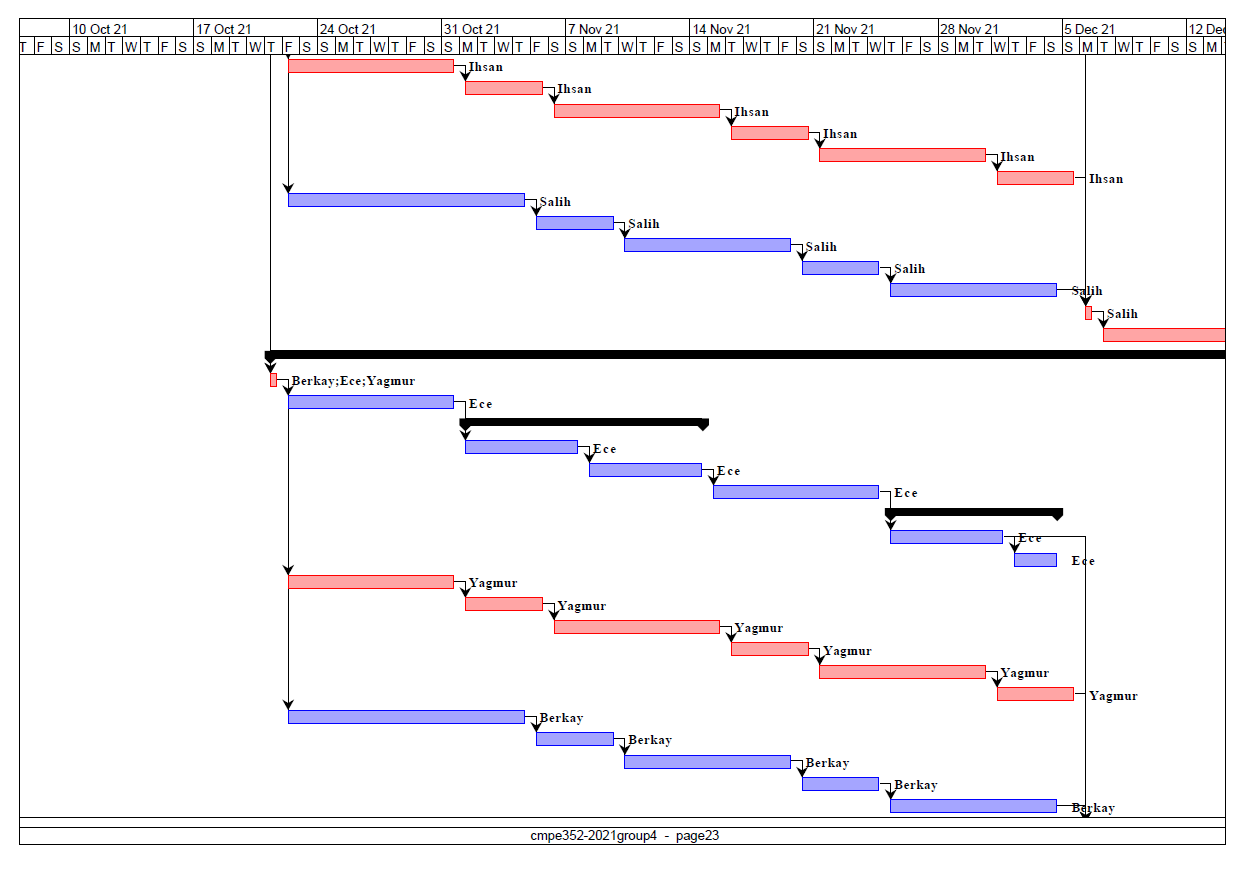 10 Oct 21 17 Oct 21 24 Oct 21 31 Oct 21 7 Nov 21 14 Nov 21 21 Nov 21 28 Nov 21 5 Dec 21 12 Dec
T F S S M T W T F S S M T W T F S S M T W T F S S M T W T F S S M T W T F S S M T W T F S S M T W T F S S M T W T F S S M T W T F S S M
Ihsan
Ihsan
Ihsan
Ihsan
Ihsan
Ihsan
Salih
Salih
Salih
Salih
Salih
Salih
Berkay;Ece;Yagmur
Ece
Ece
Ece
Ece
Ece
Ece
Yagmur
Yagmur
Yagmur
Yagmur
Yagmur
Yagmur
Berkay
Berkay
Berkay
Berkay
Berkay
cmpe352-2021group4 - page23